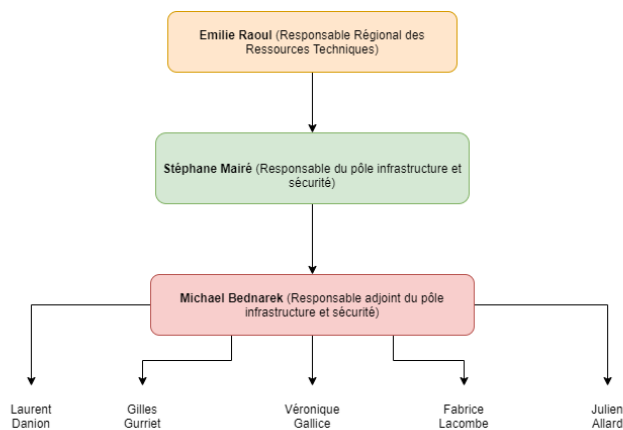 Emilie Raoul (Responsable Régional des
Ressources Techniques)
Stéphane Mairé (Responsable du pôle infrastructure et
sécurité)
Michael Bednarek (Responsable adjoint du pôle
infrastructure et sécurité)
Laurent
Danion
Gilles
Gurriet
Véronique
Gallice
Fabrice
Lacombe
Julien
Allard